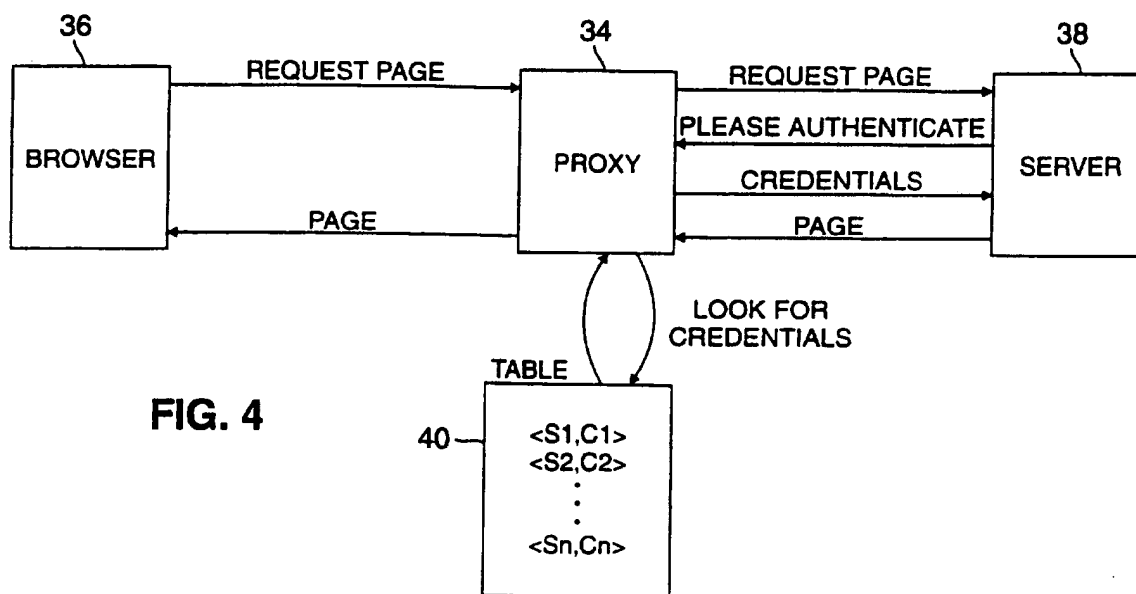 36
34
38
REQUEST PAGE
REQUEST PAGE
PLEASE AUTHENTICATE
BROWSER
PROXY
SERVER
CREDENTIALS
PAGE
PAGE
LOOK FOR
CREDENTIALS
TABLE
FIG. 4
40
<S1,C1>
<S2,C2>
<Sn,Cn>